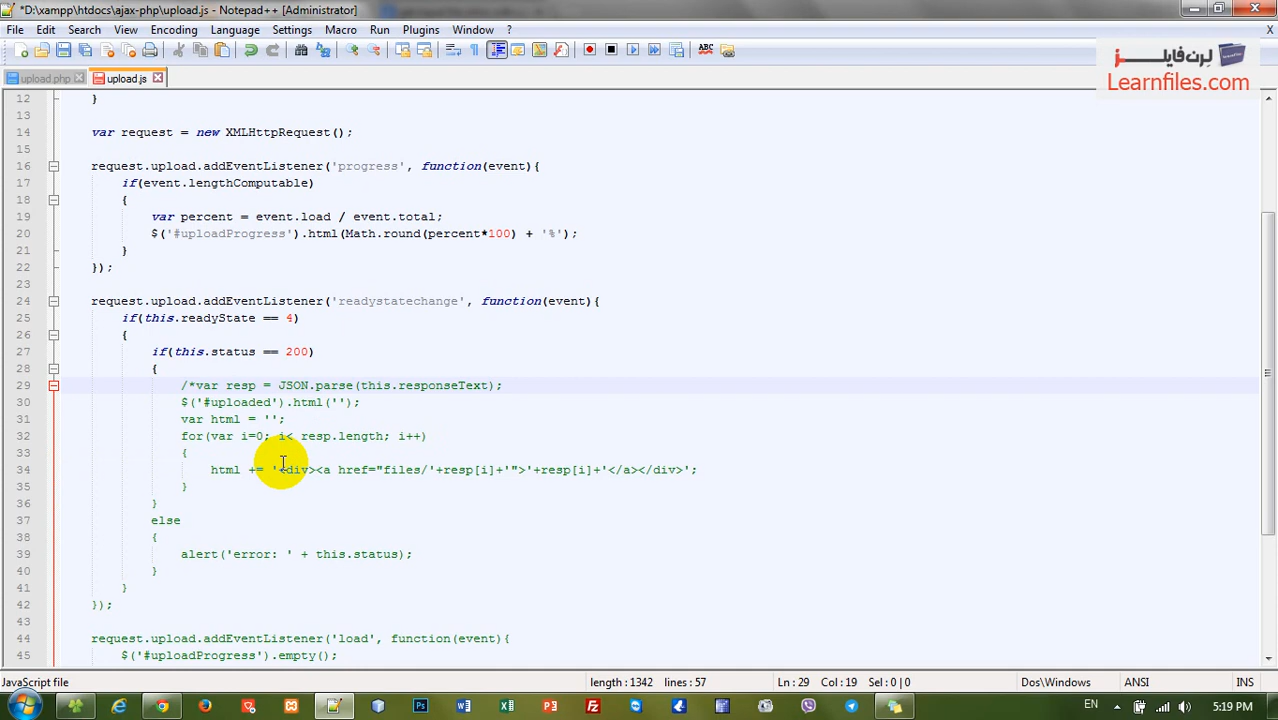 *D:\xampp\htdocs\ajax-php\upload.js - Notepad++ [Administrator]
File Edit Search View Encoding Language Settings Macro Run Plugins Window ? X
لِرن‌فایلــز
Learnfiles.com
upload.php upload.js
12 }
13
14 var request = new XMLHttpRequest();
15
16 request.upload.addEventListener('progress', function(event){
17 if(event.lengthComputable)
18 {
19 var percent = event.load / event.total;
20 $('#uploadProgress').html(Math.round(percent*100) + '%');
21 }
22 });
23
24 request.upload.addEventListener('readystatechange', function(event){
25 if(this.readyState == 4)
26 {
27 if(this.status == 200)
28 {
29 /*var resp = JSON.parse(this.responseText);
30 $('#uploaded').html('');
31 var html = '';
32 for(var i=0; i< resp.length; i++)
33 {
34 html += '<div><a href="files/'+resp[i]+'">'+resp[i]+'</a></div>';
35 }
36 }
37 else
38 {
39 alert('error: ' + this.status);
40 }
41 }
42 });
43
44 request.upload.addEventListener('load', function(event){
45 $('#uploadProgress').empty();
JavaScript file length : 1342 lines : 57 Ln : 29 Col : 19 Sel : 0 | 0 Dos\Windows ANSI INS
EN 5:19 PM